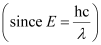 (since E = hc/λ)